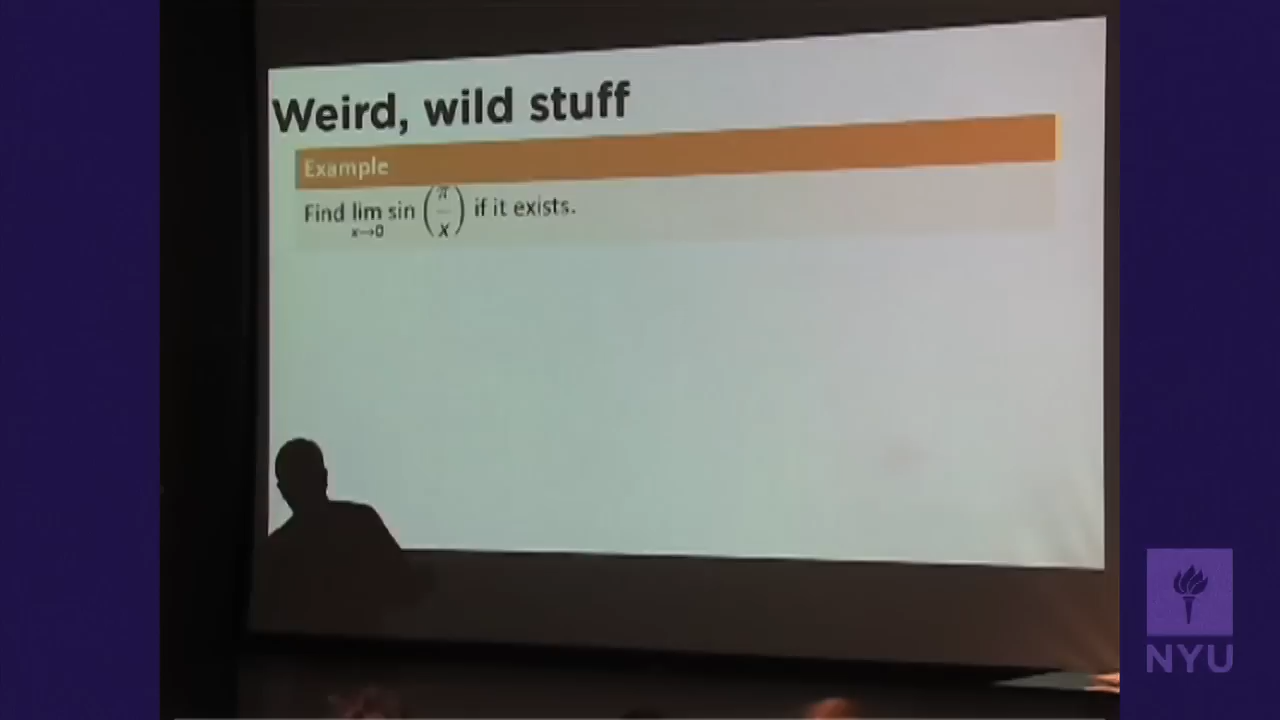 Weird, wild stuff
Example
Find lim x→0 sin (π/x) if it exists.
NYU